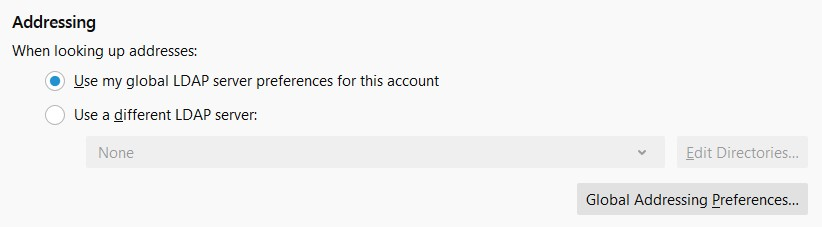 Addressing
When looking up addresses:
Use my global LDAP server preferences for this account
Use a different LDAP server:
None
Edit Directories...
Global Addressing Preferences...